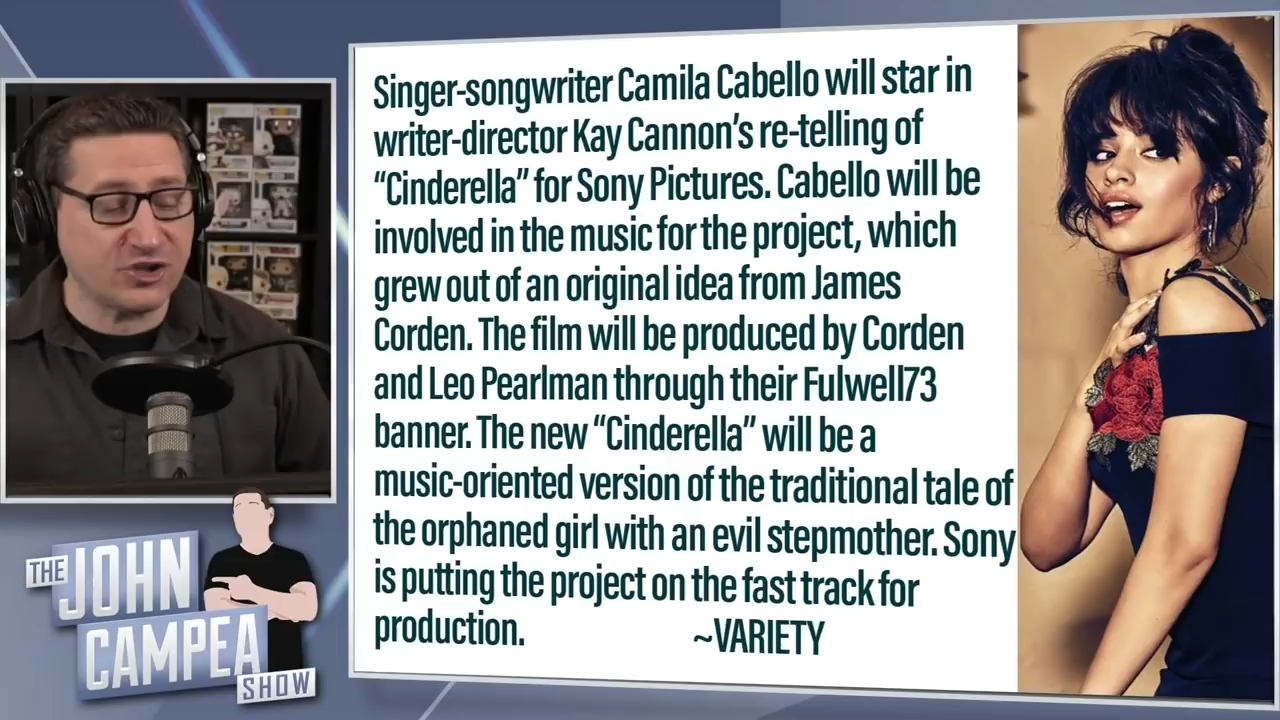 Singer-songwriter Camila Cabello will star in
writer-director Kay Cannon's re-telling of
“Cinderella” for Sony Pictures. Cabello will be
involved in the music for the project, which
grew out of an original idea from James
Corden. The film will be produced by Corden
and Leo Pearlman through their Fulwell73
banner. The new “Cinderella” will be a
music-oriented version of the traditional tale of
the orphaned girl with an evil stepmother. Sony
is putting the project on the fast track for
production. ~VARIETY
THE
JOHN
CAMPEA
SHOW